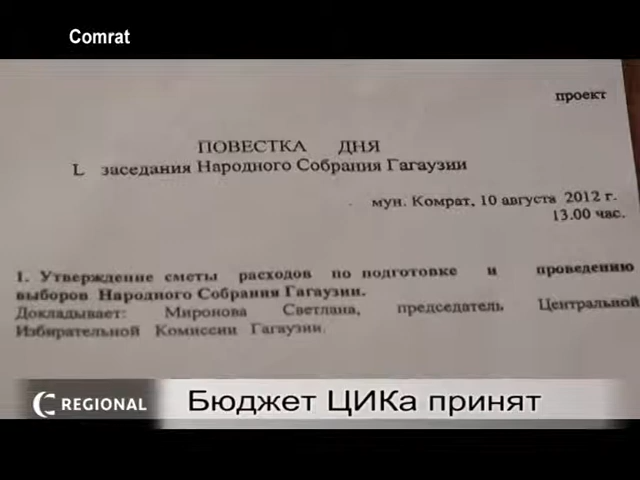 Comrat
проект
ПОВЕСТКА ДНЯ
L заседания Народного Собрания Гагаузии
мун. Комрат, 10 августа 2012 г.
13.00 час.
1. Утверждение сметы расходов по подготовке и проведению
выборов Народного Собрания Гагаузии.
Докладывает: Миронова Светлана, председатель Центральной
Избирательной Комиссии Гагаузии.
REGIONAL
Бюджет ЦИКа принят